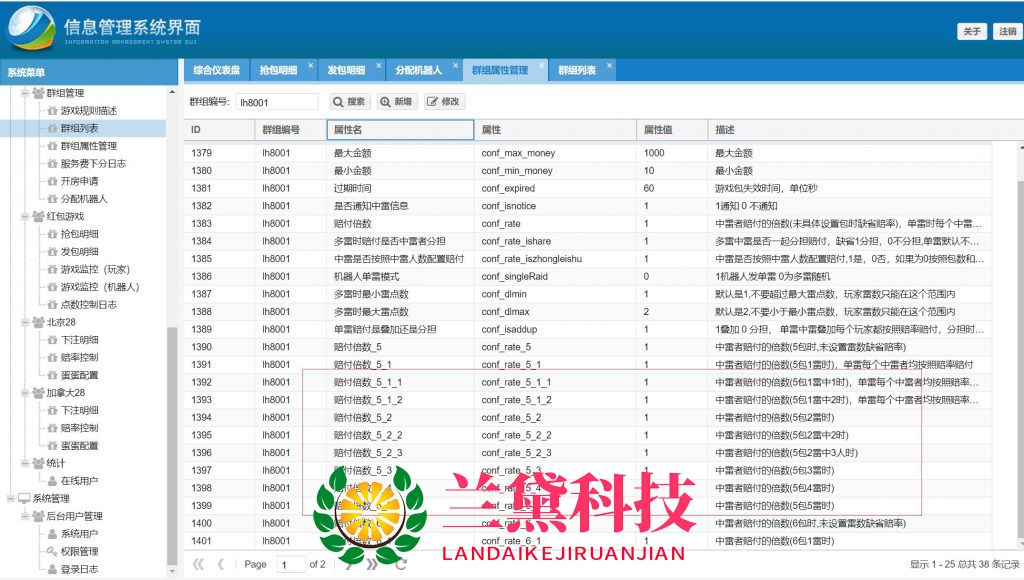 信息管理系统界面
INFORMATION MANAGEMENT SYSTEM GUI
关于 注销
系统菜单
综合仪表盘 抢包明细 发包明细 分配机器人 群组属性管理 群组列表
群组管理
游戏规则描述
群组列表
群组属性管理
服务费下分日志
开房申请
分配机器人
红包游戏
抢包明细
发包明细
游戏监控（玩家）
游戏监控（机器人）
点数控制日志
北京28
下注明细
赔率控制
蛋蛋配置
加拿大28
下注明细
赔率控制
蛋蛋配置
统计
在线用户
系统管理
后台用户管理
系统用户
权限管理
登录日志
群组编号: lh8001 搜索 新增 修改
ID 群组编号 属性名 属性 属性值 描述
1379 lh8001 最大金额 conf_max_money 1000 最大金额
1380 lh8001 最小金额 conf_min_money 10 最小金额
1381 lh8001 过期时间 conf_expired 60 游戏包失效时间，单位秒
1382 lh8001 是否通知中雷信息 conf_isnotice 1 1通知 0 不通知
1383 lh8001 赔付倍数 conf_rate 1 中雷者赔付的倍数(未具体设置包时缺省赔率)，单雷时每个中雷...
1384 lh8001 多雷时赔付是否中雷者分担 conf_rate_ishare 1 多雷中雷是否一起分担赔付，缺省1分担，0不分担,单雷默认不...
1385 lh8001 中雷是否按照中雷人数配置赔付 conf_rate_iszhongleishu 1 中雷是否按照中雷人数配置赔付,1是，0否，如果为0按照包数和...
1386 lh8001 机器人单雷模式 conf_singleRaid 0 1机器人发单雷 0为多雷随机
1387 lh8001 多雷时最小雷点数 conf_dlmin 1 默认是1,不要超过最大雷点数，玩家雷数只能在这个范围内
1388 lh8001 多雷时最大雷点数 conf_dlmax 2 默认是2,不要小于最小雷点数，玩家雷数只能在这个范围内
1389 lh8001 单雷赔付是叠加还是分担 conf_isaddup 1 1叠加 0 分担， 单雷中雷叠加每个玩家都按照赔率赔付，分担时...
1390 lh8001 赔付倍数_5 conf_rate_5 1 中雷者赔付的倍数(5包时,未设置雷数缺省赔率)
1391 lh8001 赔付倍数_5_1 conf_rate_5_1 1 中雷者赔付的倍数(5包1雷时)，单雷每个中雷者均按照赔率赔付
1392 lh8001 赔付倍数_5_1_1 conf_rate_5_1_1 1 中雷者赔付的倍数(5包1雷中1时)，单雷每个中雷者均按照赔率...
1393 lh8001 赔付倍数_5_1_2 conf_rate_5_1_2 1 中雷者赔付的倍数(5包1雷中2时)，单雷每个中雷者均按照赔率...
1394 lh8001 赔付倍数_5_2 conf_rate_5_2 1 中雷者赔付的倍数(5包2雷时)
1395 lh8001 赔付倍数_5_2_2 conf_rate_5_2_2 1 中雷者赔付的倍数(5包2雷中2时)
1396 lh8001 赔付倍数_5_2_3 conf_rate_5_2_3 1 中雷者赔付的倍数(5包2雷中3人时)
1397 lh8001 赔付倍数_5_3 conf_rate_5_3 1 中雷者赔付的倍数(5包3雷时)
1398 lh8001 1 中雷者赔付的倍数(5包4雷时)
1399 lh8001 1 中雷者赔付的倍数(5包5雷时)
1400 lh8001 1 中雷者赔付的倍数(6包时,未设置雷数缺省赔率)
1401 lh8001 1 中雷者赔付的倍数(6包1雷时)
兰黛科技
LANDAIKEJIRUANJIAN
Page 1 of 2 显示 1 - 25 总共 38 条记录